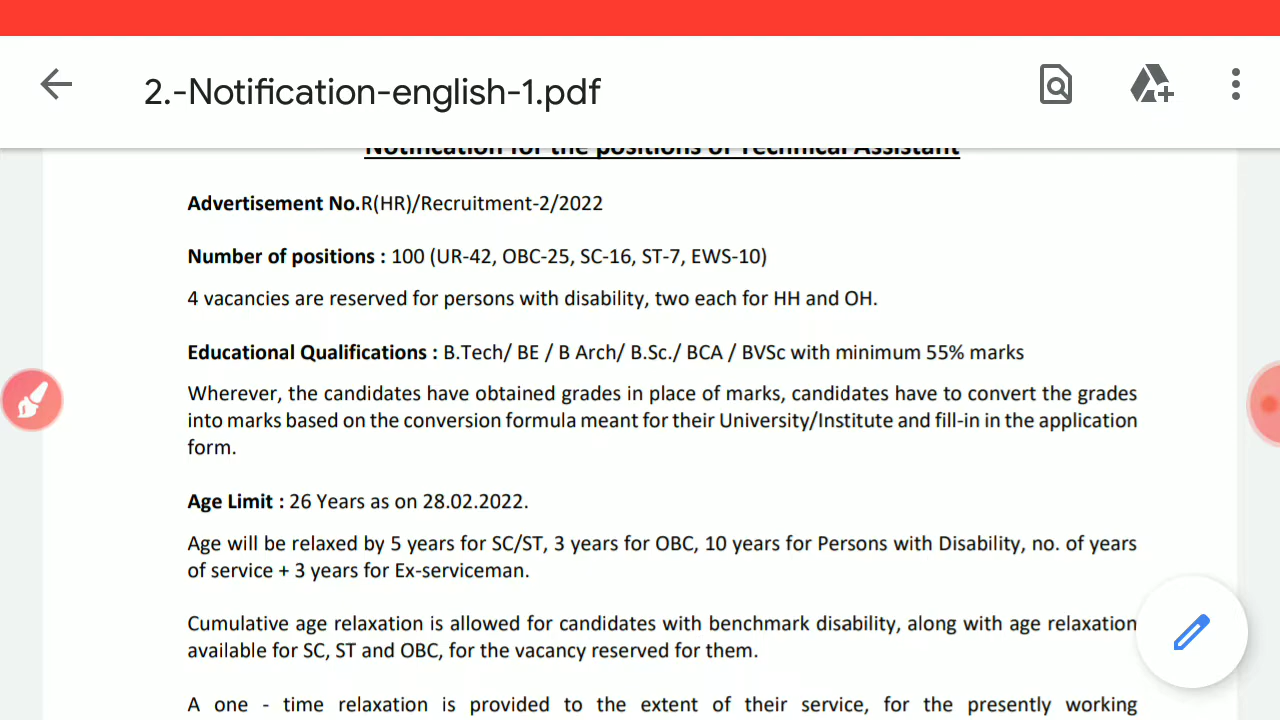 2.-Notification-english-1.pdf
Notification for the positions of Technical Assistant
Advertisement No.R(HR)/Recruitment-2/2022
Number of positions : 100 (UR-42, OBC-25, SC-16, ST-7, EWS-10)
4 vacancies are reserved for persons with disability, two each for HH and OH.
Educational Qualifications : B.Tech/ BE / B Arch/ B.Sc./ BCA / BVSc with minimum 55% marks
Wherever, the candidates have obtained grades in place of marks, candidates have to convert the grades
into marks based on the conversion formula meant for their University/Institute and fill-in in the application
form.
Age Limit : 26 Years as on 28.02.2022.
Age will be relaxed by 5 years for SC/ST, 3 years for OBC, 10 years for Persons with Disability, no. of years
of service + 3 years for Ex-serviceman.
Cumulative age relaxation is allowed for candidates with benchmark disability, along with age relaxation
available for SC, ST and OBC, for the vacancy reserved for them.
A one - time relaxation is provided to the extent of their service, for the presently working